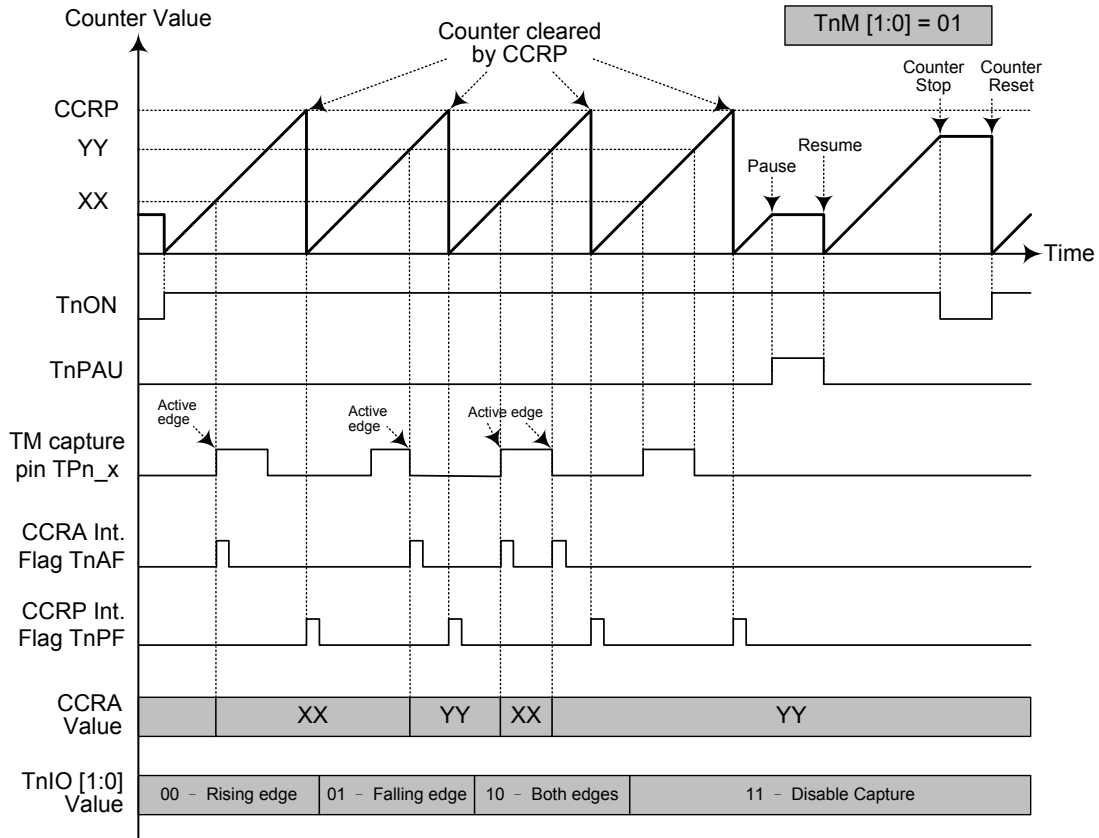 Counter Value
TnM [1:0] = 01
Counter cleared
by CCRP
Counter
Stop
Counter
Reset
CCRP
YY
XX
Pause
Resume
Time
TnON
TnPAU
Active
edge
Active
edge
Active edge
TM capture
pin TPn_x
CCRA Int.
Flag TnAF
CCRP Int.
Flag TnPF
CCRA
Value
XX
YY
XX
YY
TnIO [1:0]
Value
00 – Rising edge
01 – Falling edge
10 – Both edges
11 – Disable Capture